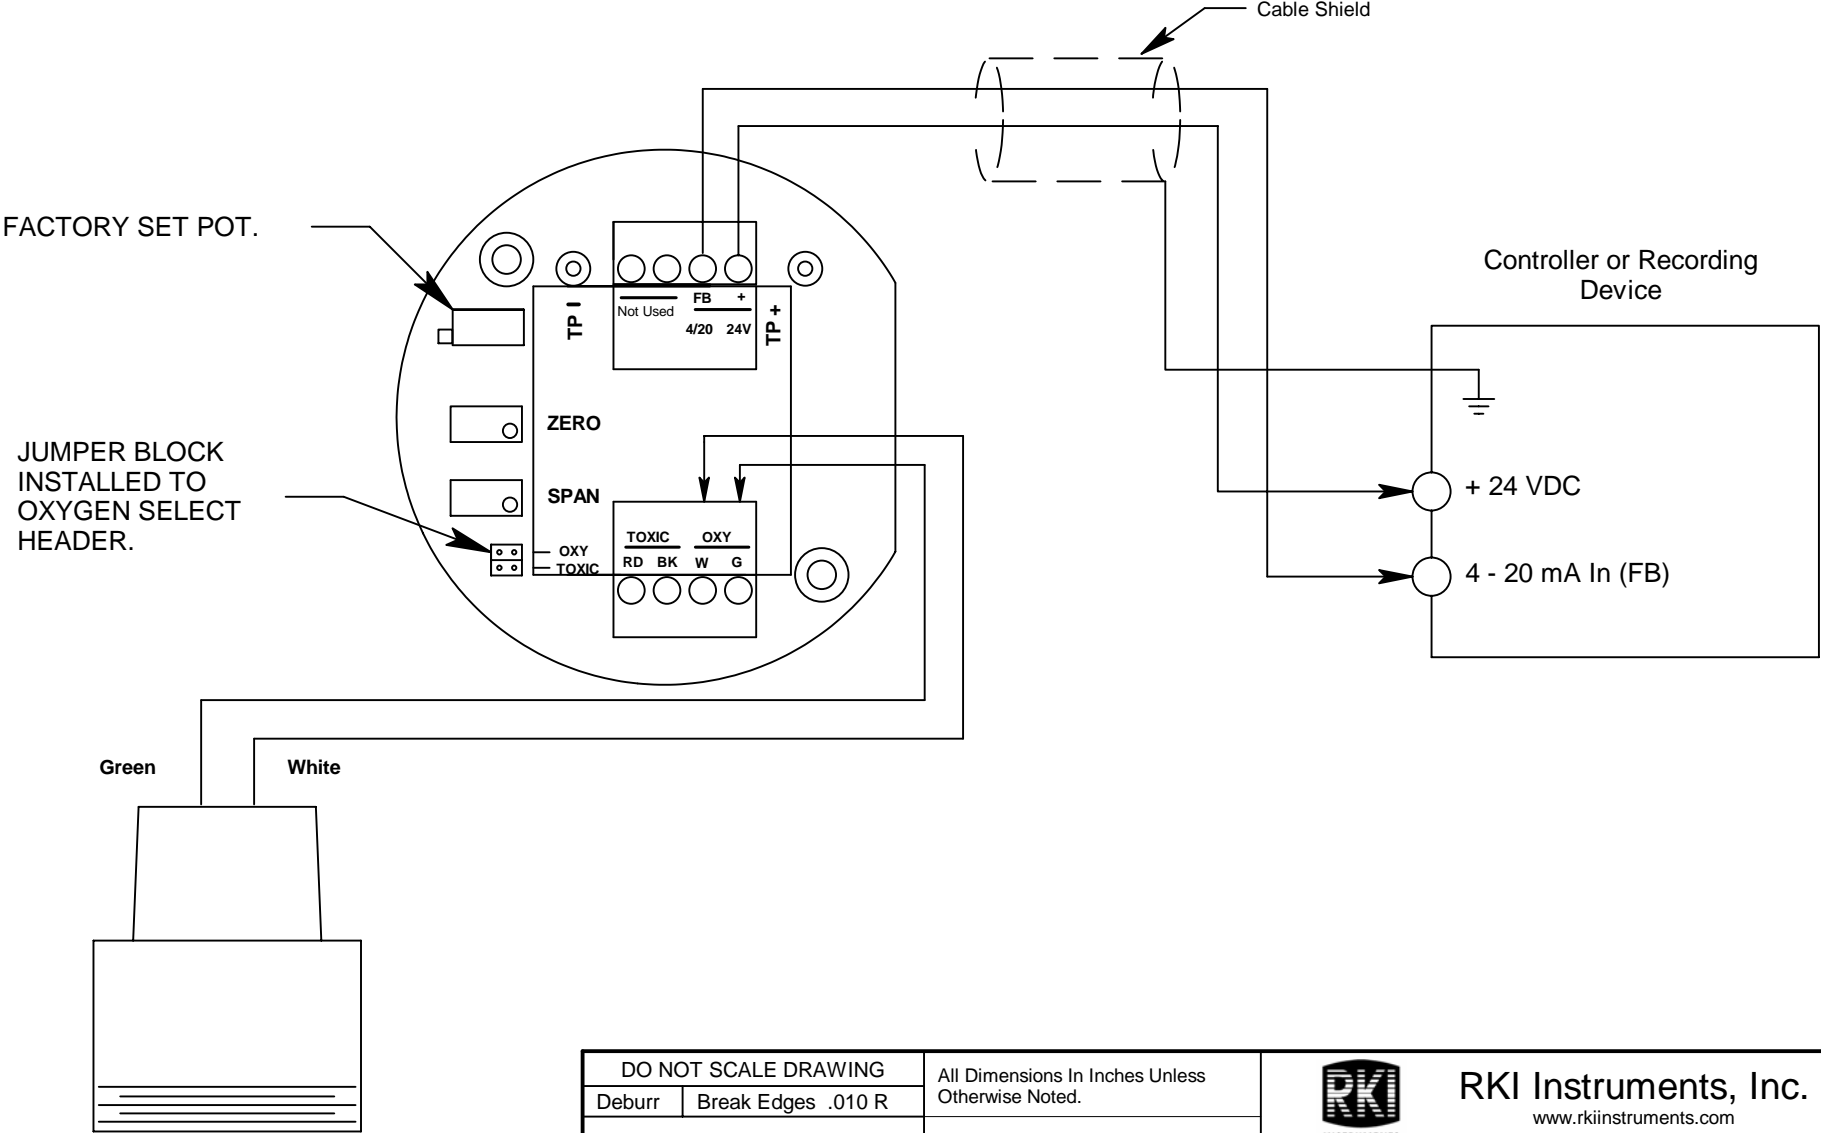 Cable Shield
FACTORY SET POT.
Controller or Recording
Device
FB +
Not Used
4/20 24V
TP –
TP +
ZERO
JUMPER BLOCK
INSTALLED TO
OXYGEN SELECT
HEADER.
SPAN
OXY
TOXIC
TOXIC OXY
RD BK W G
+ 24 VDC
4 - 20 mA In (FB)
Green White
DO NOT SCALE DRAWING
Deburr Break Edges .010 R
All Dimensions In Inches Unless
Otherwise Noted.
RKI
RKI Instruments, Inc.
www.rkiinstruments.com